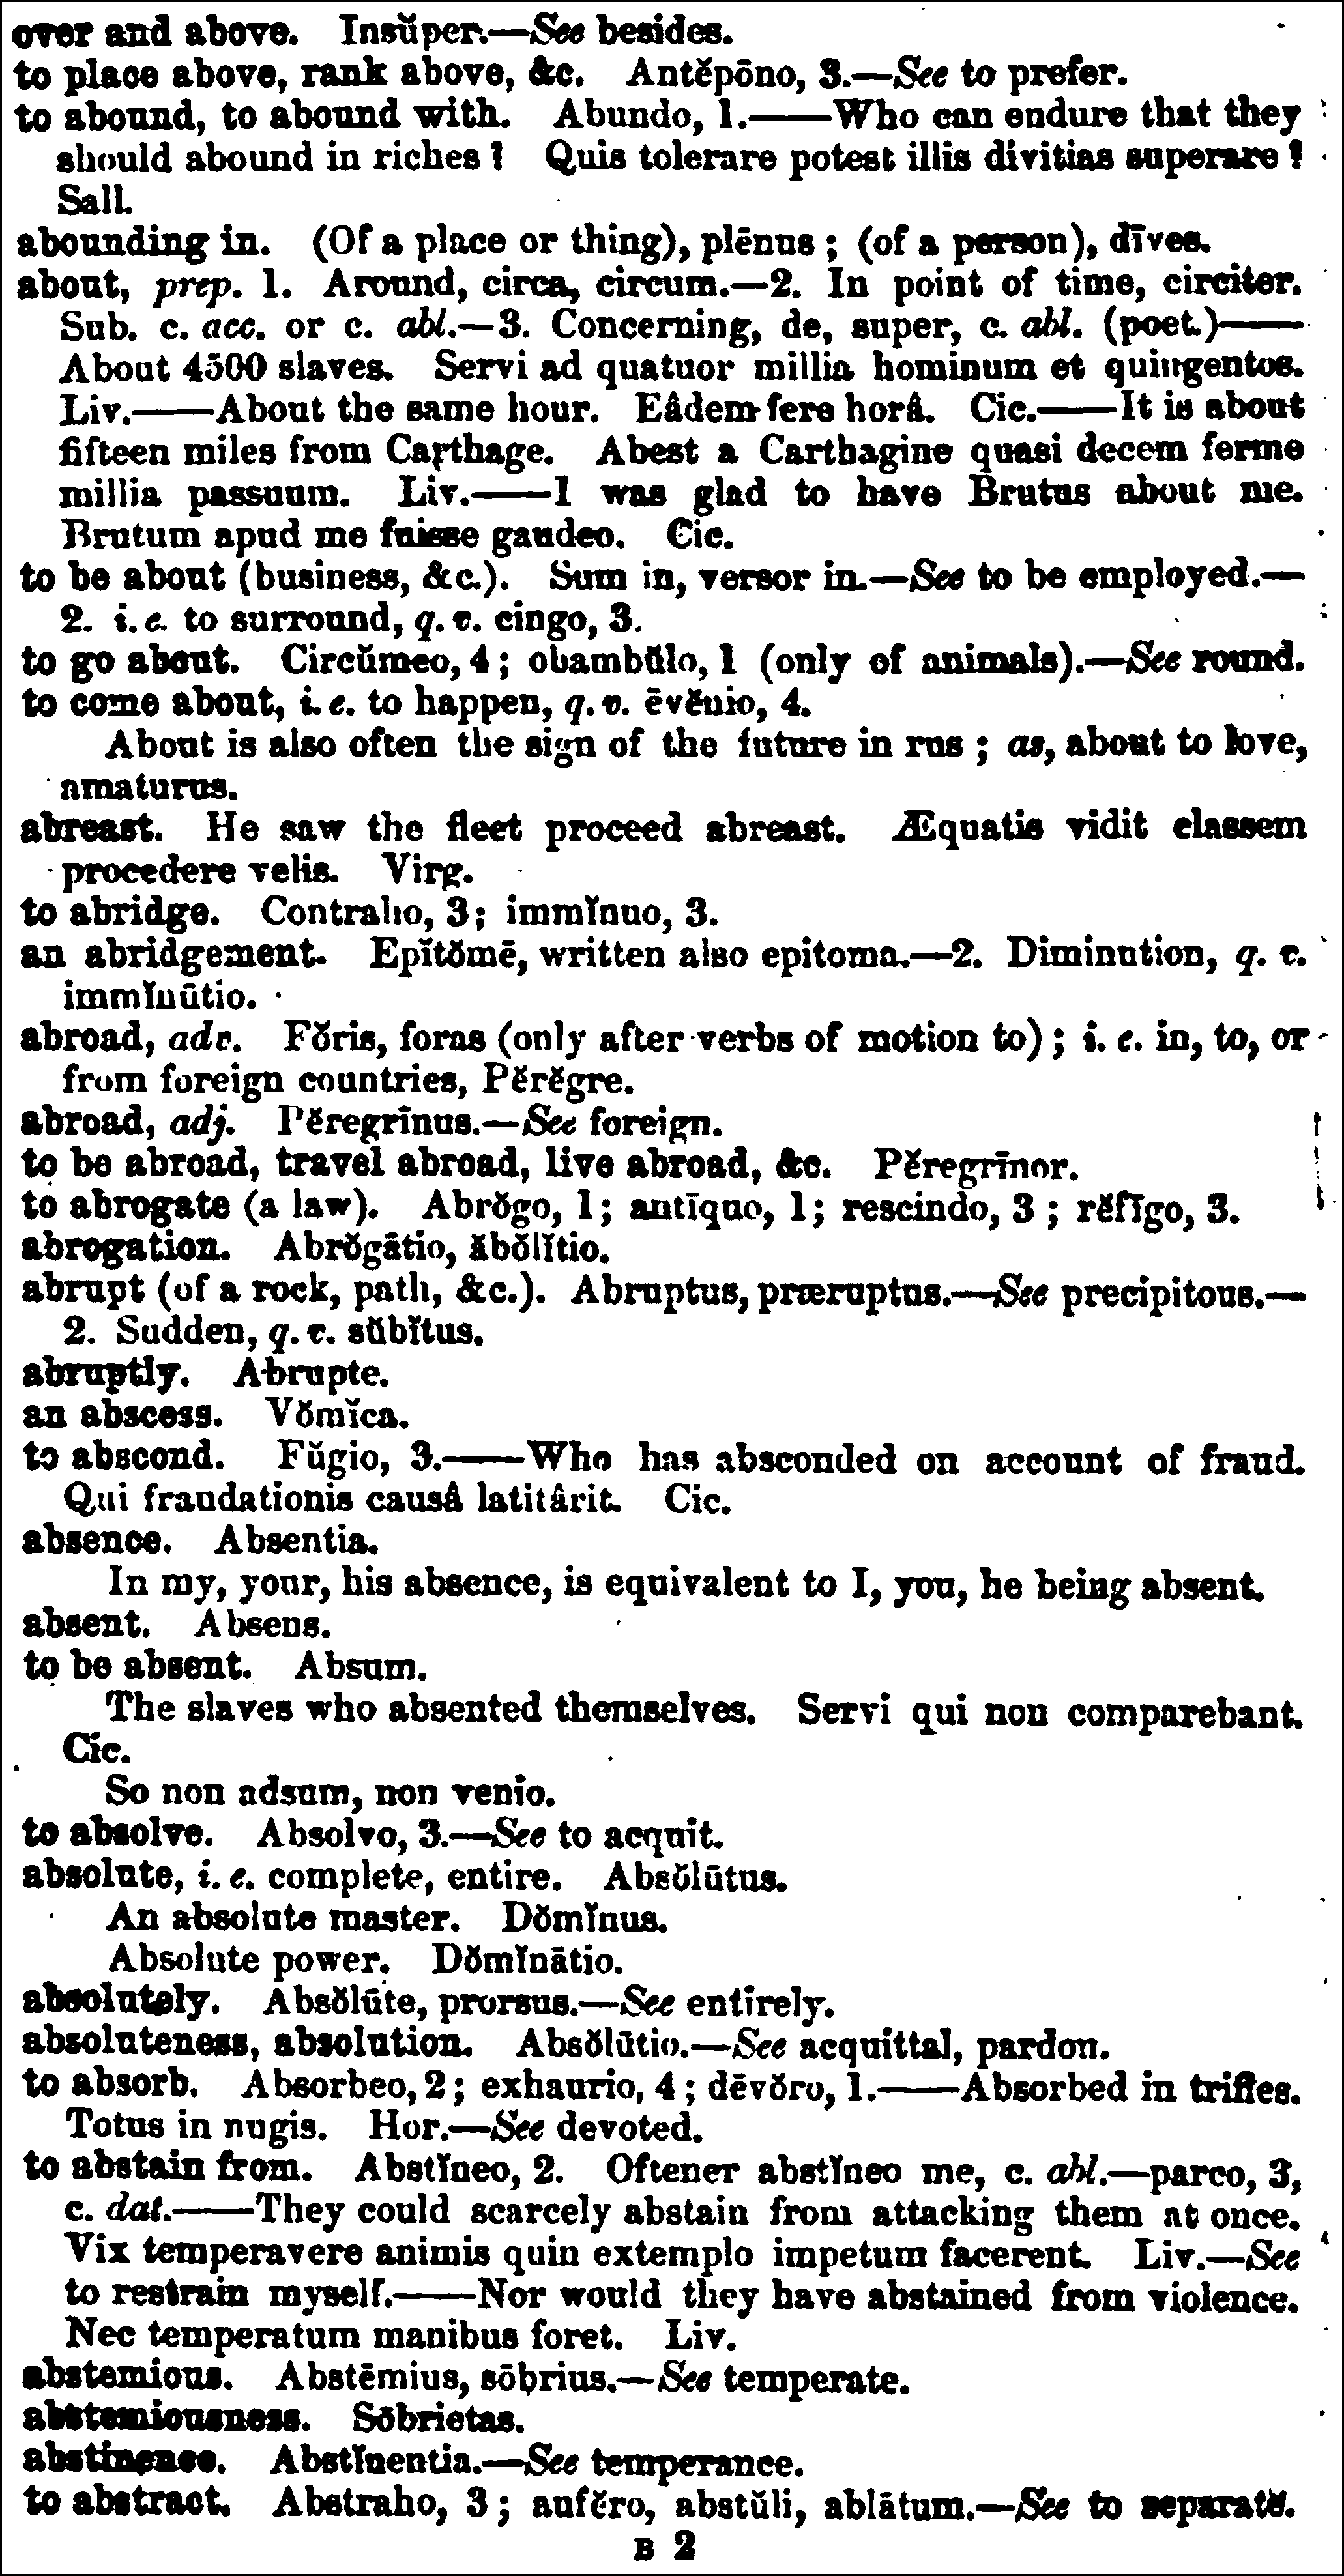 over and above. Insŭper.—See besides.
to place above, rank above, &c. Antĕpōno, 3.—See to prefer.
to abound, to abound with. Abundo, 1.——Who can endure that they
should abound in riches? Quis tolerare potest illis divitias superare?
Sall.
abounding in. (Of a place or thing), plēnus; (of a person), dīves.
about, prep. 1. Around, circa, circum.—2. In point of time, circiter.
Sub. c. acc. or c. abl.—3. Concerning, de, super, c. abl. (poet.)——
About 4500 slaves. Servi ad quatuor millia hominum et quingentos.
Liv.——About the same hour. Eâdem fere horâ. Cic.——It is about
fifteen miles from Carthage. Abest a Carthagine quasi decem ferme
millia passuum. Liv.——I was glad to have Brutus about me.
Brutum apud me fuisse gaudeo. Cic.
to be about (business, &c.). Sum in, versor in.—See to be employed.—
2. i. e. to surround, q. v. cingo, 3.
to go about. Circŭmeo, 4; obambŭlo, 1 (only of animals).—See round.
to come about, i. e. to happen, q. v. ēvĕnio, 4.
About is also often the sign of the future in rus; as, about to love,
amaturus.
abreast. He saw the fleet proceed abreast. Æquatis vidit classem
procedere velis. Virg.
to abridge. Contraho, 3; immĭnuo, 3.
an abridgement. Epĭtŏmē, written also epitoma.—2. Diminution, q. v.
immĭnūtio.
abroad, adv. Fŏris, foras (only after verbs of motion to); i. e. in, to, or
from foreign countries, Pĕrĕgre.
abroad, adj. Pĕregrīnus.—See foreign.
to be abroad, travel abroad, live abroad, &c. Pĕregrīnor.
to abrogate (a law). Abrŏgo, 1; antīquo, 1; rescindo, 3; rĕfīgo, 3.
abrogation. Abrŏgātio, ăbŏlĭtio.
abrupt (of a rock, path, &c.). Abruptus, præruptus.—See precipitous.—
2. Sudden, q. v. sŭbĭtus.
abruptly. Abrupte.
an abscess. Vŏmĭca.
to abscond. Fŭgio, 3.——Who has absconded on account of fraud.
Qui fraudationis causâ latitârit. Cic.
absence. Absentia.
In my, your, his absence, is equivalent to I, you, he being absent.
absent. Absens.
to be absent. Absum.
The slaves who absented themselves. Servi qui non comparebant.
Cic.
So non adsum, non venio.
to absolve. Absolvo, 3.—See to acquit.
absolute, i. e. complete, entire. Absŏlūtus.
An absolute master. Dŏmĭnus.
Absolute power. Dŏmĭnātio.
absolutely. Absŏlūte, prorsus.—See entirely.
absoluteness, absolution. Absŏlūtio.—See acquittal, pardon.
to absorb. Absorbeo, 2; exhaurio, 4; dēvŏro, 1.——Absorbed in trifles.
Totus in nugis. Hor.—See devoted.
to abstain from. Abstĭneo, 2. Oftener abstĭneo me, c. abl.—parco, 3,
c. dat.——They could scarcely abstain from attacking them at once.
Vix temperavere animis quin extemplo impetum facerent. Liv.—See
to restrain myself.——Nor would they have abstained from violence.
Nec temperatum manibus foret. Liv.
abstemious. Abstēmius, sōbrius.—See temperate.
abstemiousness. Sōbrietas.
abstinence. Abstĭnentia.—See temperance.
to abstract. Abstraho, 3; aufĕro, abstŭli, ablātum.—See to separate.
B 2